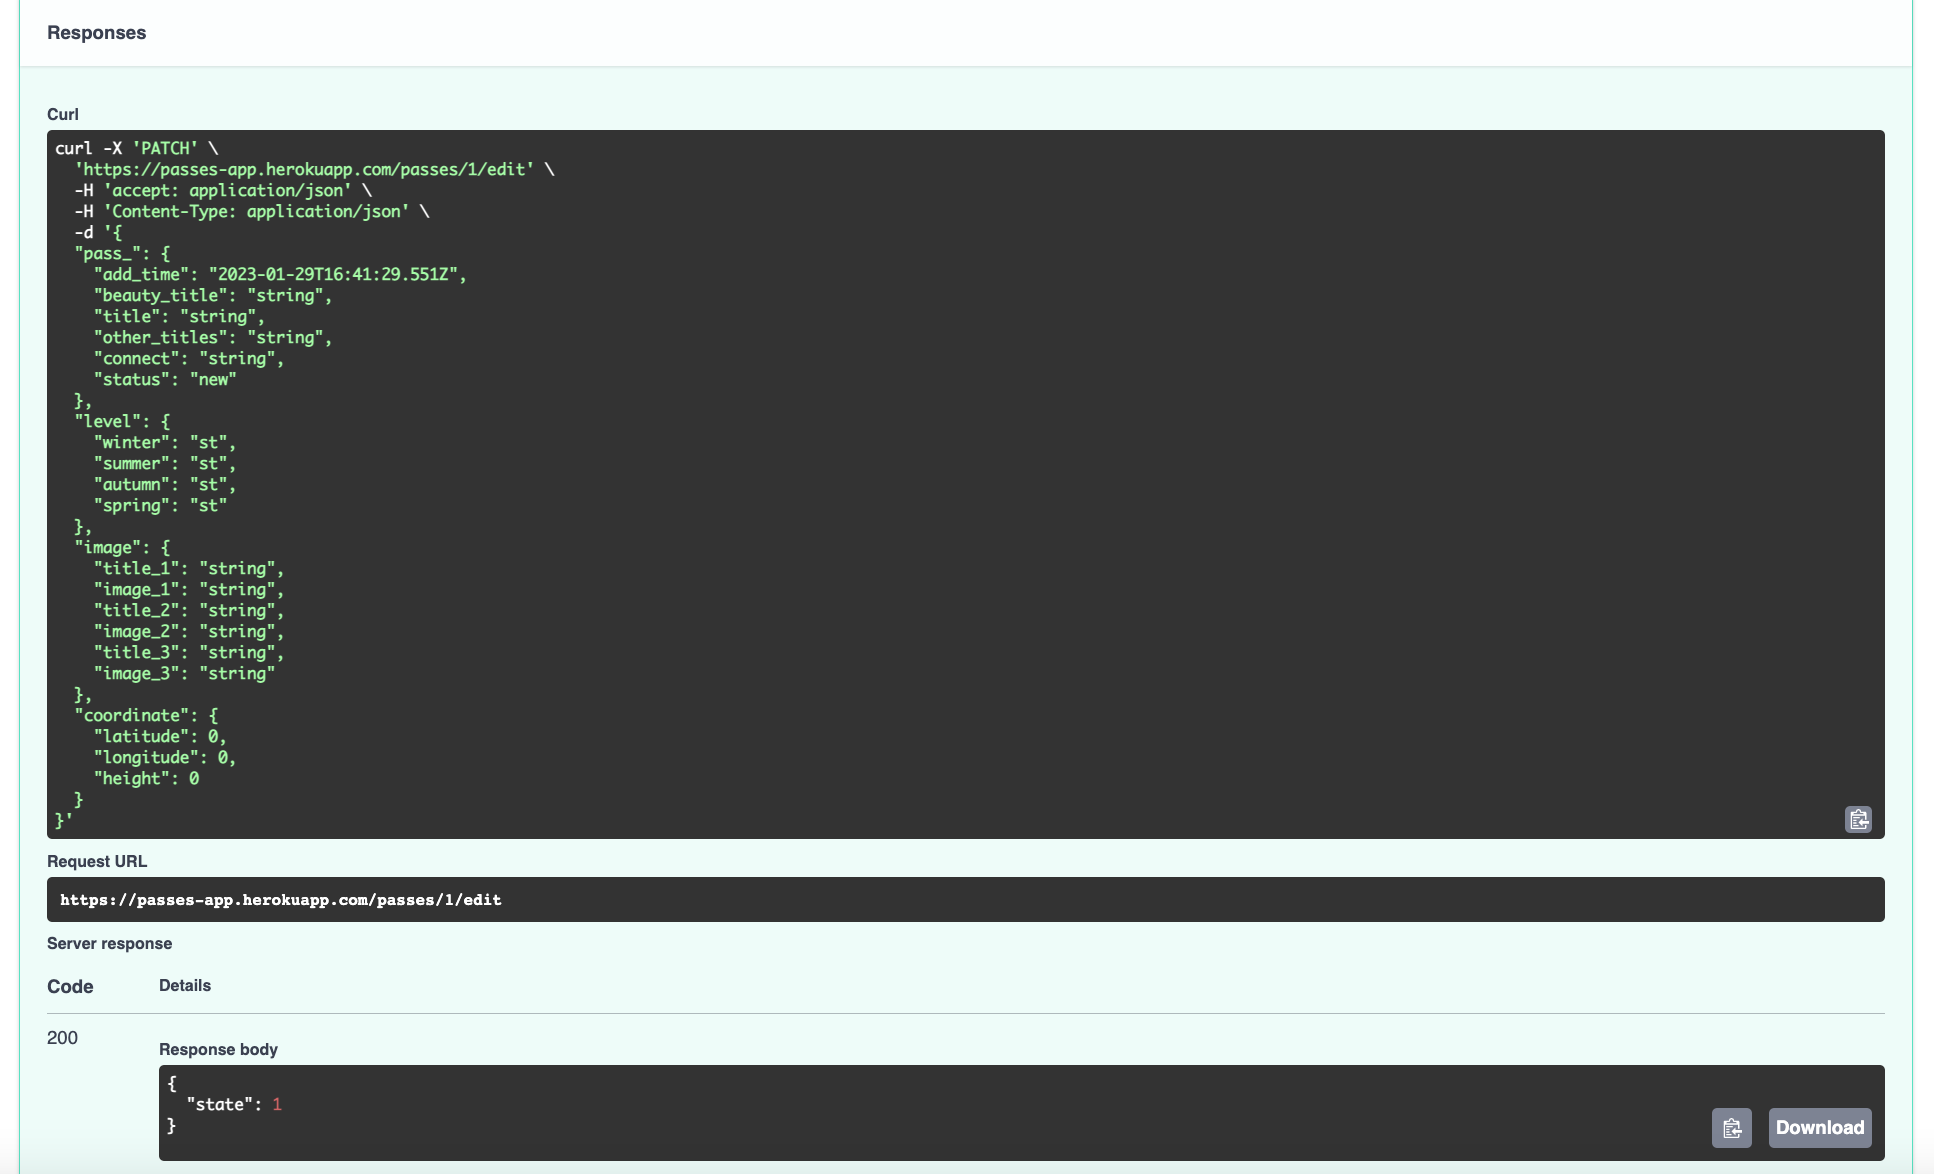 Responses
Curl
curl -X 'PATCH' \
  'https://passes-app.herokuapp.com/passes/1/edit' \
  -H 'accept: application/json' \
  -H 'Content-Type: application/json' \
  -d '{
  "pass_": {
    "add_time": "2023-01-29T16:41:29.551Z",
    "beauty_title": "string",
    "title": "string",
    "other_titles": "string",
    "connect": "string",
    "status": "new"
  },
  "level": {
    "winter": "st",
    "summer": "st",
    "autumn": "st",
    "spring": "st"
  },
  "image": {
    "title_1": "string",
    "image_1": "string",
    "title_2": "string",
    "image_2": "string",
    "title_3": "string",
    "image_3": "string"
  },
  "coordinate": {
    "latitude": 0,
    "longitude": 0,
    "height": 0
  }
}'
Request URL
https://passes-app.herokuapp.com/passes/1/edit
Server response
Code Details
200
Response body
{
  "state": 1
}
Download